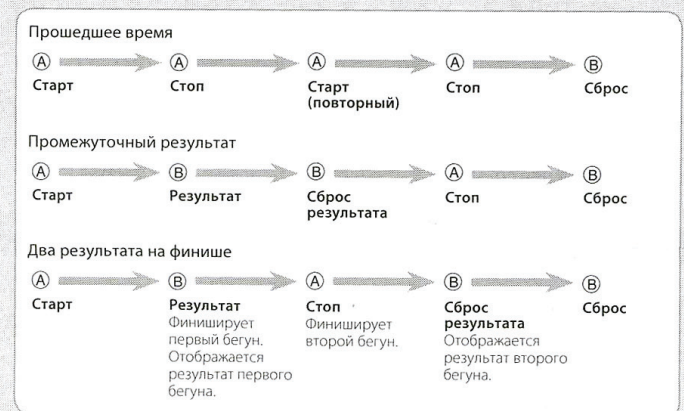 Прошедшее время
Ⓐ Ⓐ Ⓐ Ⓐ Ⓑ
Старт Стоп Старт (повторный) Стоп Сброс
Промежуточный результат
Ⓐ Ⓑ Ⓑ Ⓐ Ⓑ
Старт Результат Сброс результата Стоп Сброс
Два результата на финише
Ⓐ Ⓑ Ⓐ Ⓑ Ⓑ
Старт
Результат
Финиширует
первый бегун.
Отображается
результат первого
бегуна.
Стоп
Финиширует
второй бегун.
Сброс
результата
Отображается
результат второго
бегуна.
Сброс